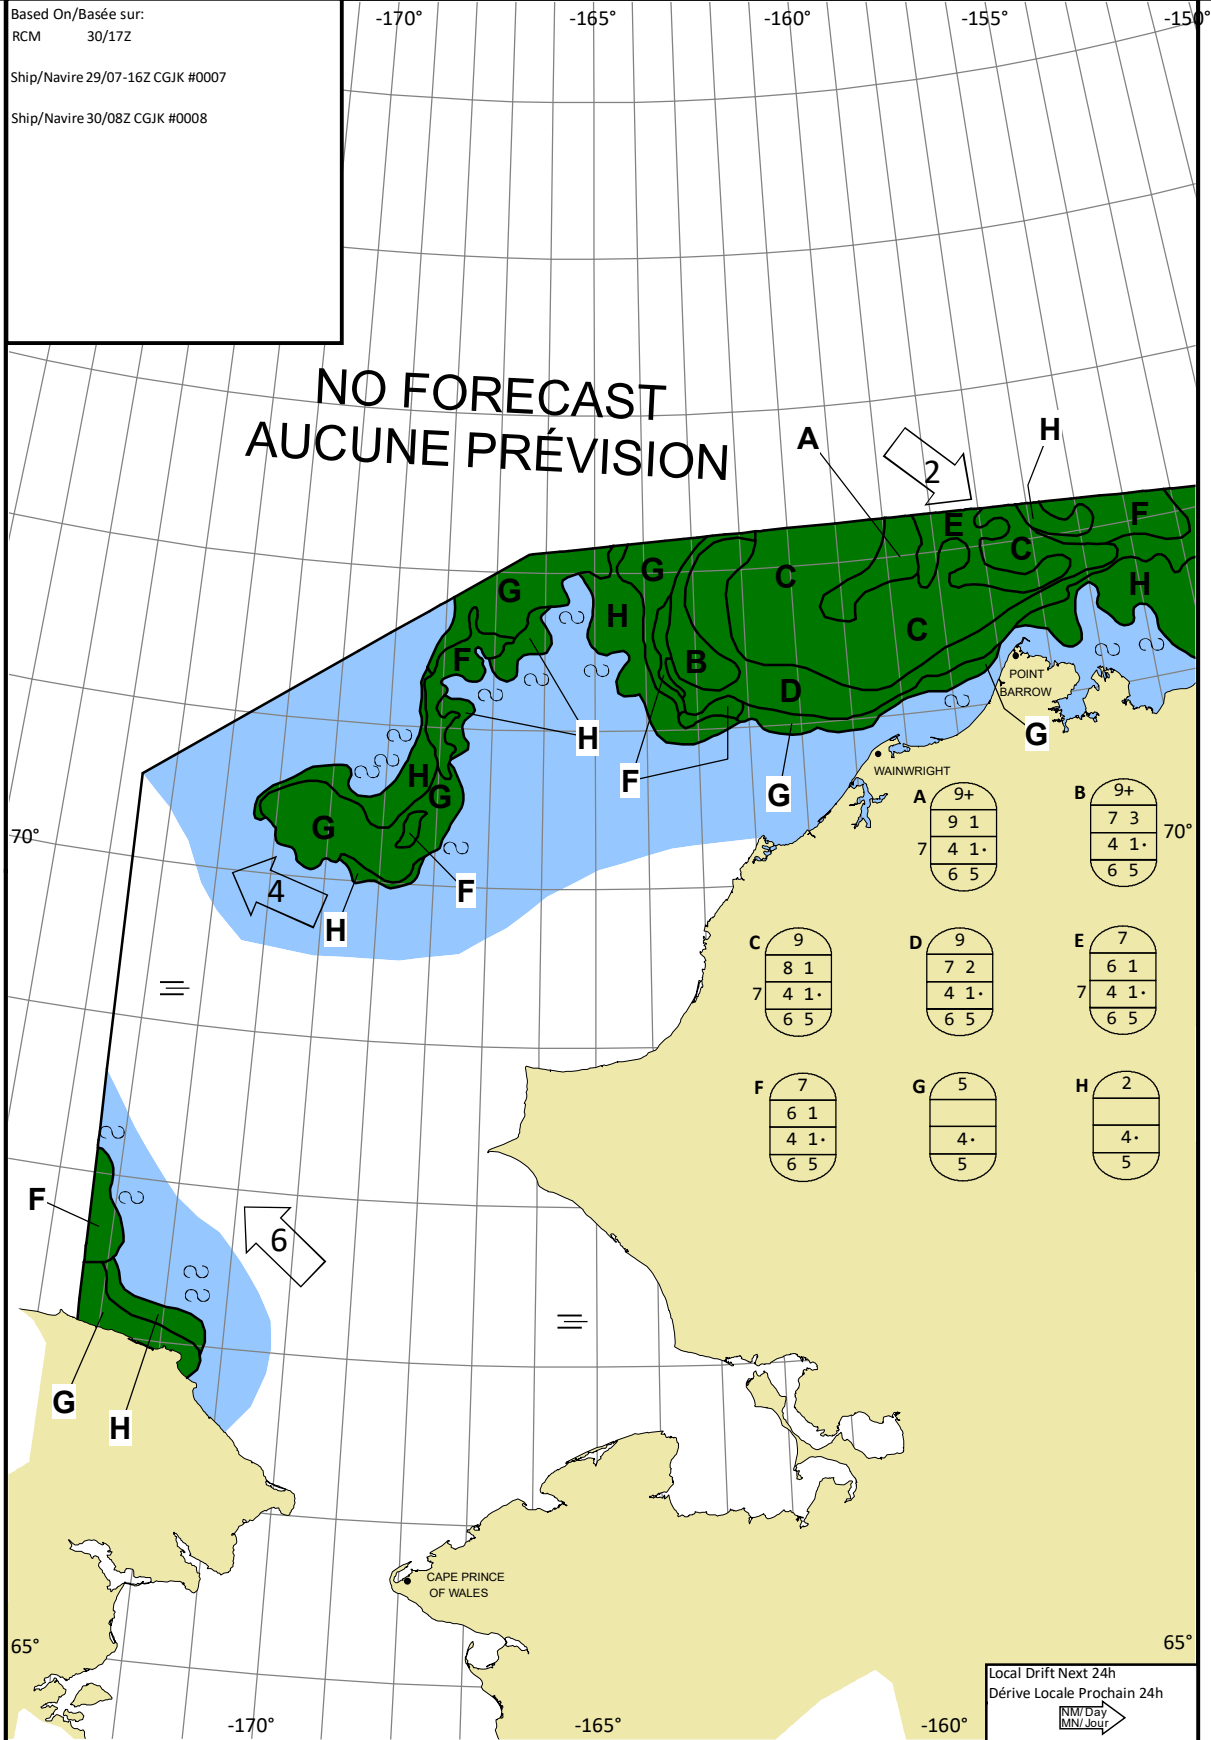 Based On/Basée sur:
RCM 30/17Z
Ship/Navire 29/07-16Z CGJK #0007
Ship/Navire 30/08Z CGJK #0008
-170° -165° -160° -155° -150°
NO FORECAST
AUCUNE PRÉVISION
A
H
2
E
F
C
G
G
C
H
H
C
F
B
D
POINT
BARROW
H
G
WAINWRIGHT
H
G
F
G
G
70°
4
F
H
A 9+
9 1
7 4 1•
6 5
B 9+
7 3
4 1•
6 5
70°
C 9
8 1
7 4 1•
6 5
D 9
7 2
4 1•
6 5
E 7
6 1
7 4 1•
6 5
F 7
6 1
4 1•
6 5
G 5
4•
5
H 2
4•
5
F
6
G
H
CAPE PRINCE
OF WALES
65°
65°
-170° -165° -160°
Local Drift Next 24h
Dérive Locale Prochain 24h
NM/Day
MN/Jour